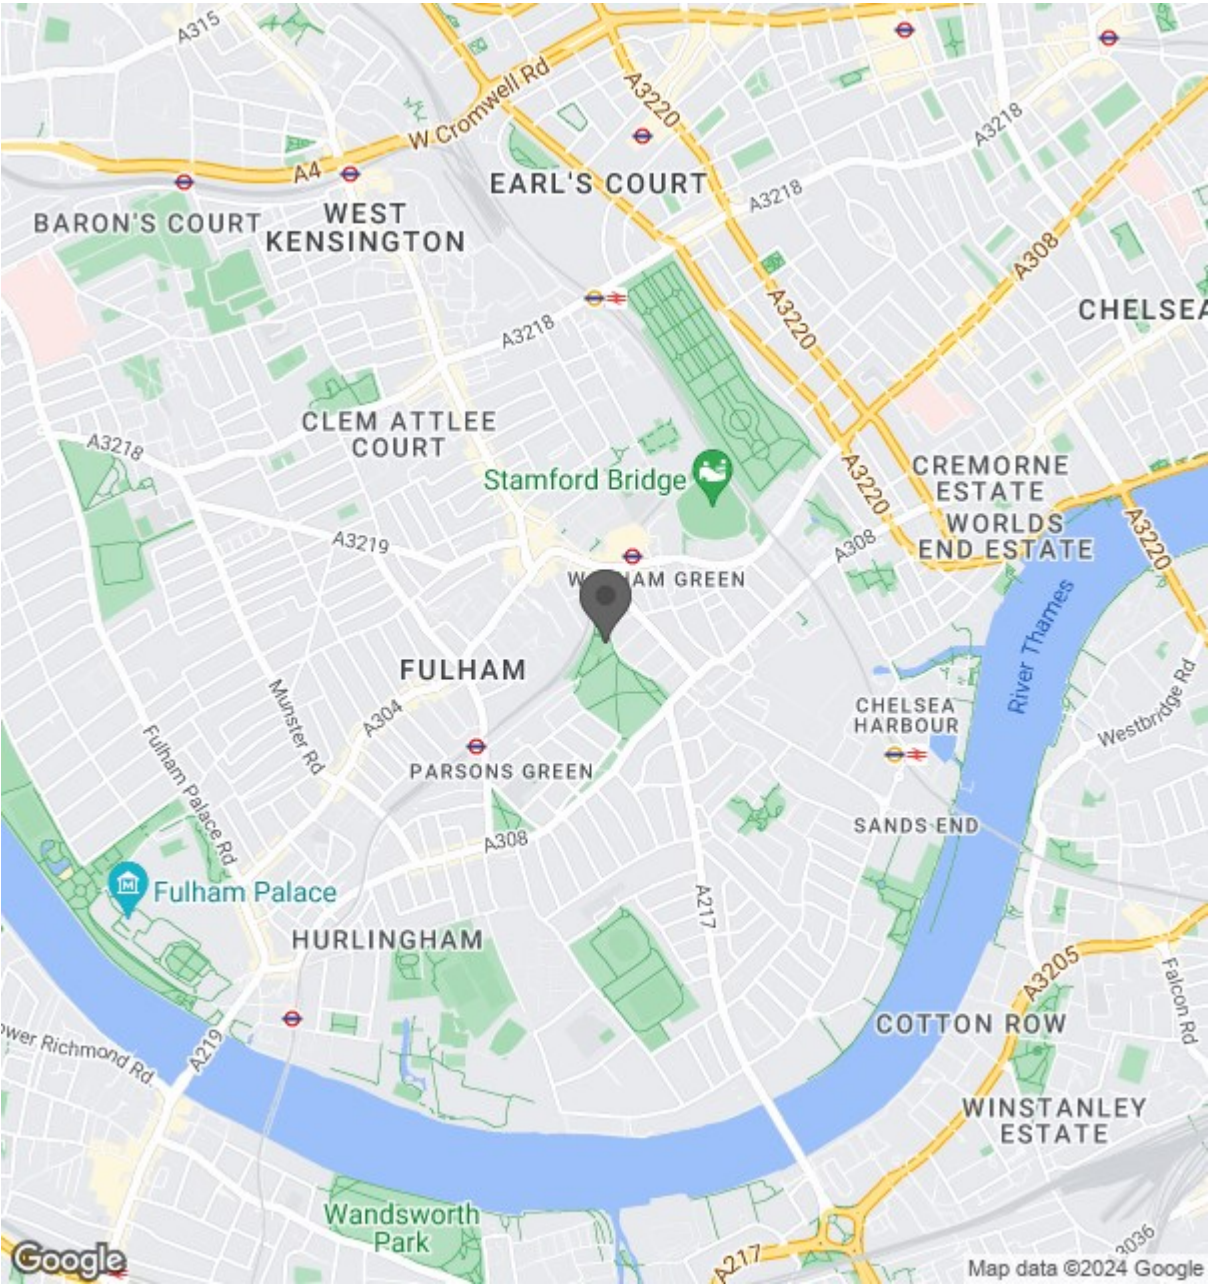 A315
A3220
W Cromwell Rd
A3218
A4
EARL'S COURT
A3218
BARON'S COURT
WEST
KENSINGTON
A308
A3220
CHELSEA
A3218
CLEM ATTLEE
COURT
A3218
Stamford Bridge
A3220
CREMORNE
ESTATE
WORLDS
END ESTATE
A3219
A308
A3220
GREEN
River Thames
FULHAM
Munster Rd
A304
CHELSEA
HARBOUR
Westbridge Rd
Fulham Palace Rd
PARSONS GREEN
A308
SANDS END
Fulham Palace
A217
HURLINGHAM
A3205
Falcon Rd
COTTON ROW
Richmond Rd.
A219
WINSTANLEY
ESTATE
Wandsworth
Park
A217
A3036
Google
Map data ©2024 Google